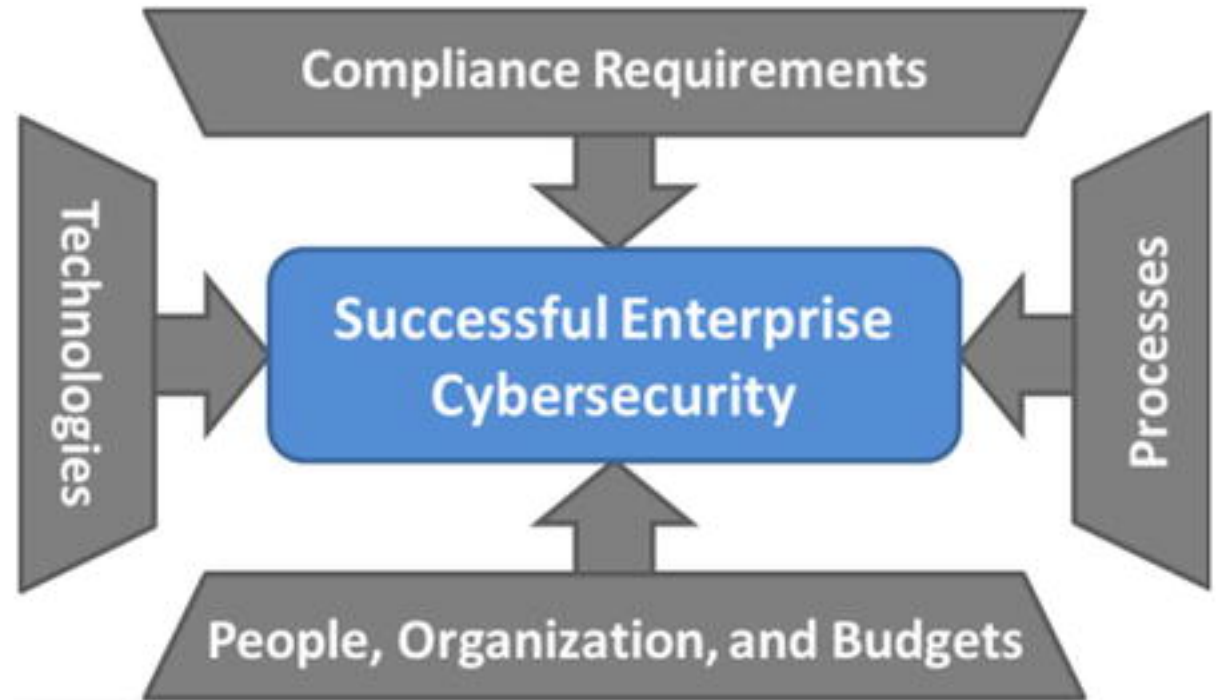 Compliance Requirements
Technologies
Successful Enterprise
Cybersecurity
Processes
People, Organization, and Budgets